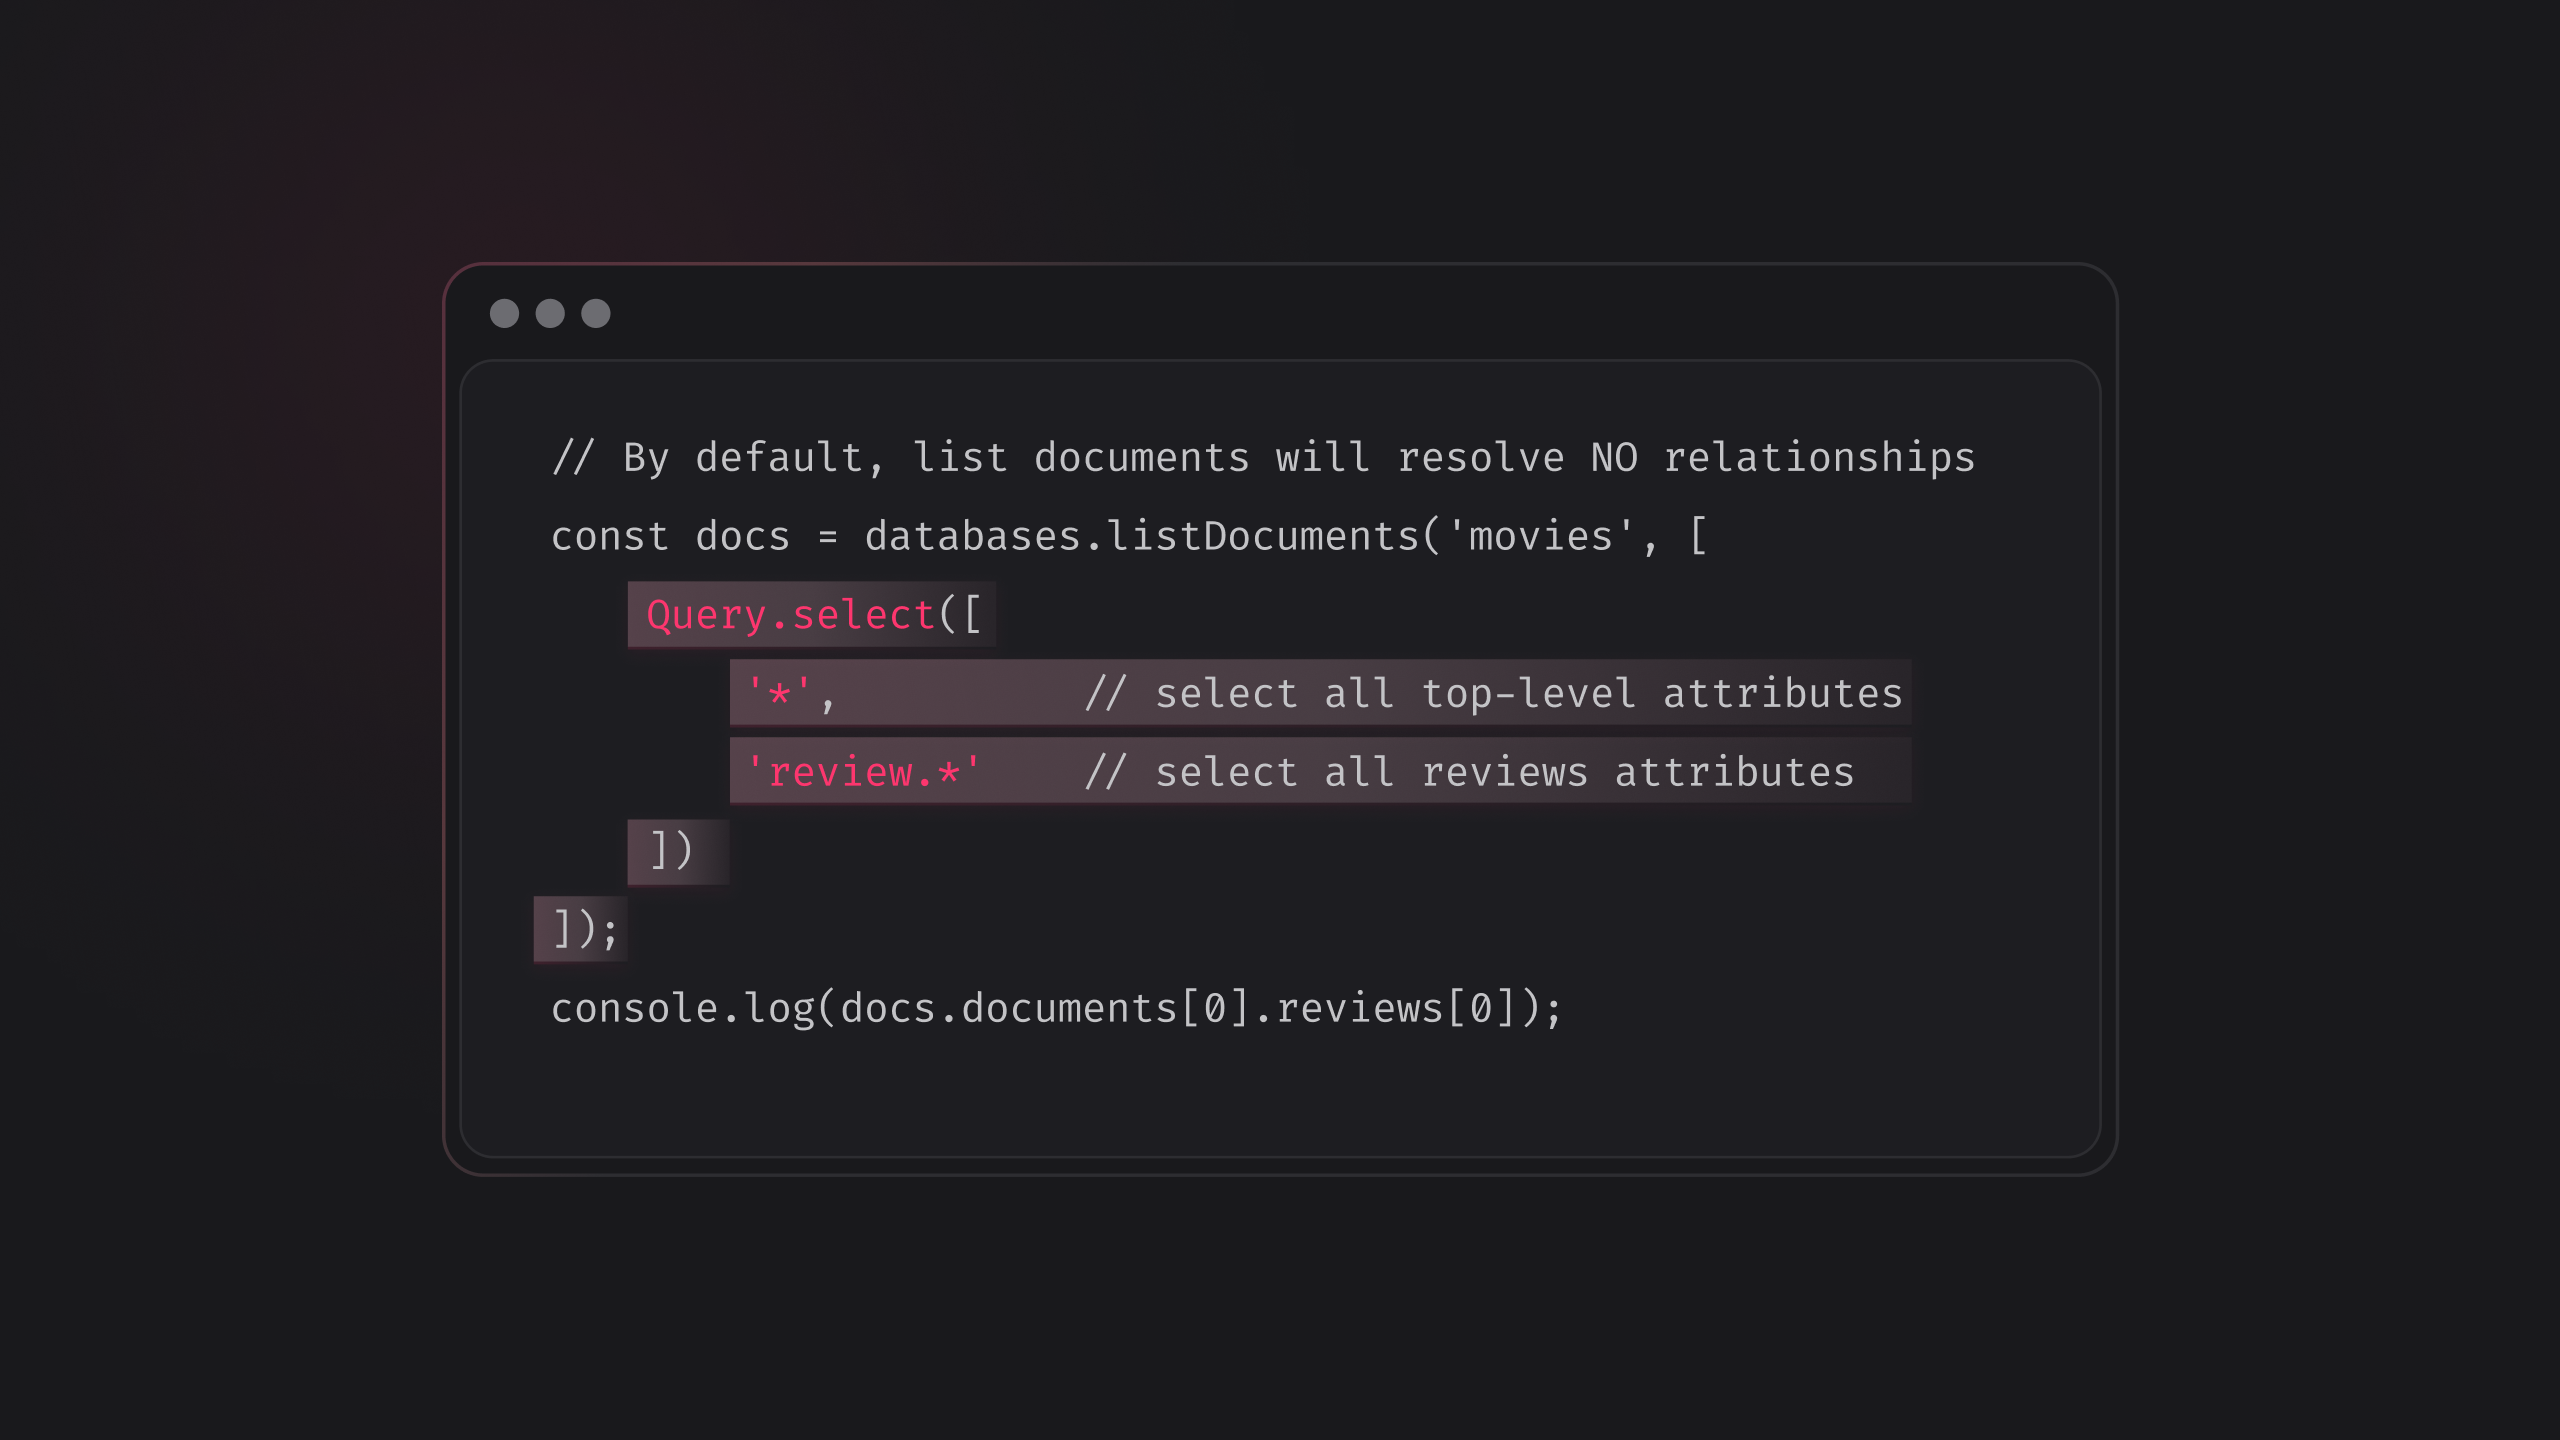 // By default, list documents will resolve NO relationships
const docs = databases.listDocuments('movies', [
    Query.select([
        '*',          // select all top-level attributes
        'review.*'    // select all reviews attributes
    ])
]);
console.log(docs.documents[0].reviews[0]);